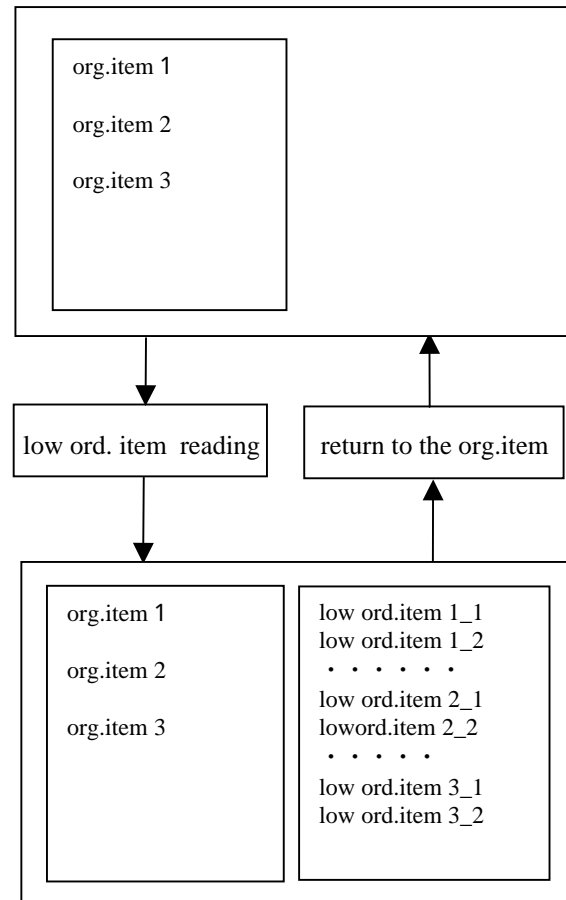 org.item 1
org.item 2
org.item 3
low ord. item reading
return to the org.item
org.item 1
org.item 2
org.item 3
low ord.item 1_1
low ord.item 1_2
・ ・ ・ ・ ・ ・
low ord.item 2_1
loword.item 2_2
・ ・ ・ ・ ・
low ord.item 3_1
low ord.item 3_2